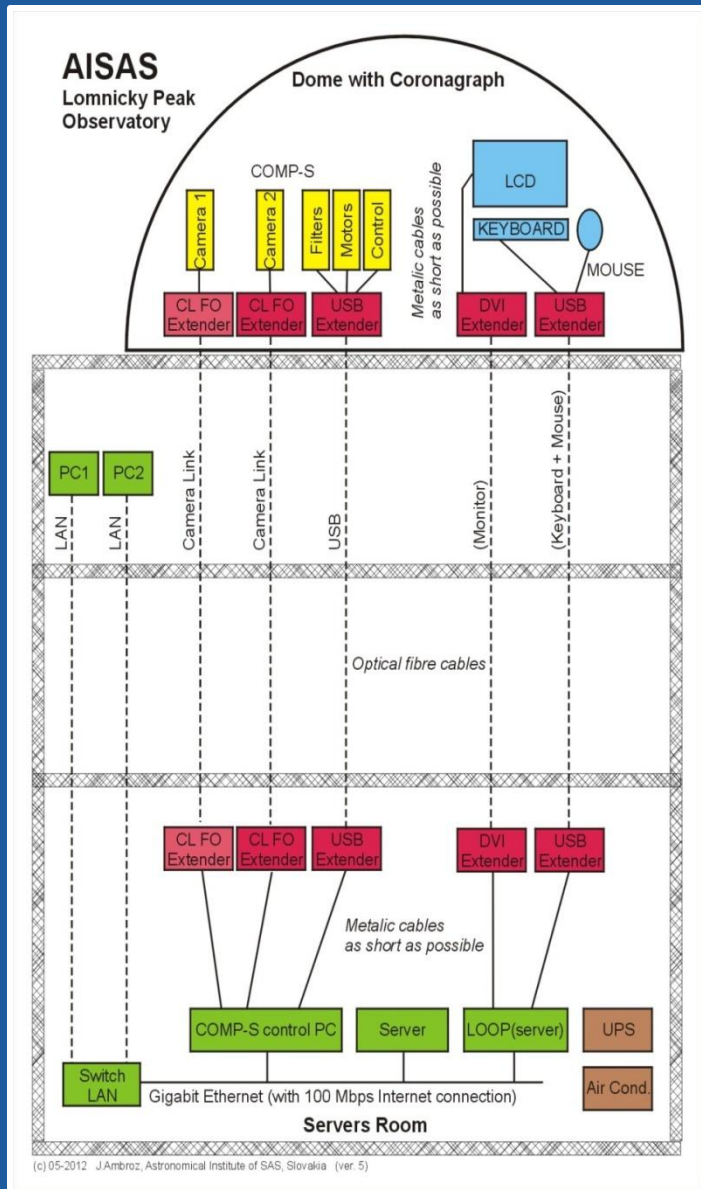 AISAS
Lomnicky Peak
Observatory
Dome with Coronagraph
COMP-S
Camera 1
Camera 2
Filters
Motors
Control
Metalic cables
as short as possible
LCD
KEYBOARD
MOUSE
CL FO
Extender
CL FO
Extender
USB
Extender
DVI
Extender
USB
Extender
PC1
PC2
LAN
LAN
Camera Link
Camera Link
USB
(Monitor)
(Keyboard + Mouse)
Optical fibre cables
CL FO
Extender
CL FO
Extender
USB
Extender
DVI
Extender
USB
Extender
Metalic cables
as short as possible
COMP-S control PC
Server
LOOP(server)
UPS
Switch
LAN
Gigabit Ethernet (with 100 Mbps Internet connection)
Air Cond.
Servers Room
(c) 05-2012 J.Ambroz, Astronomical Institute of SAS, Slovakia (ver. 5)